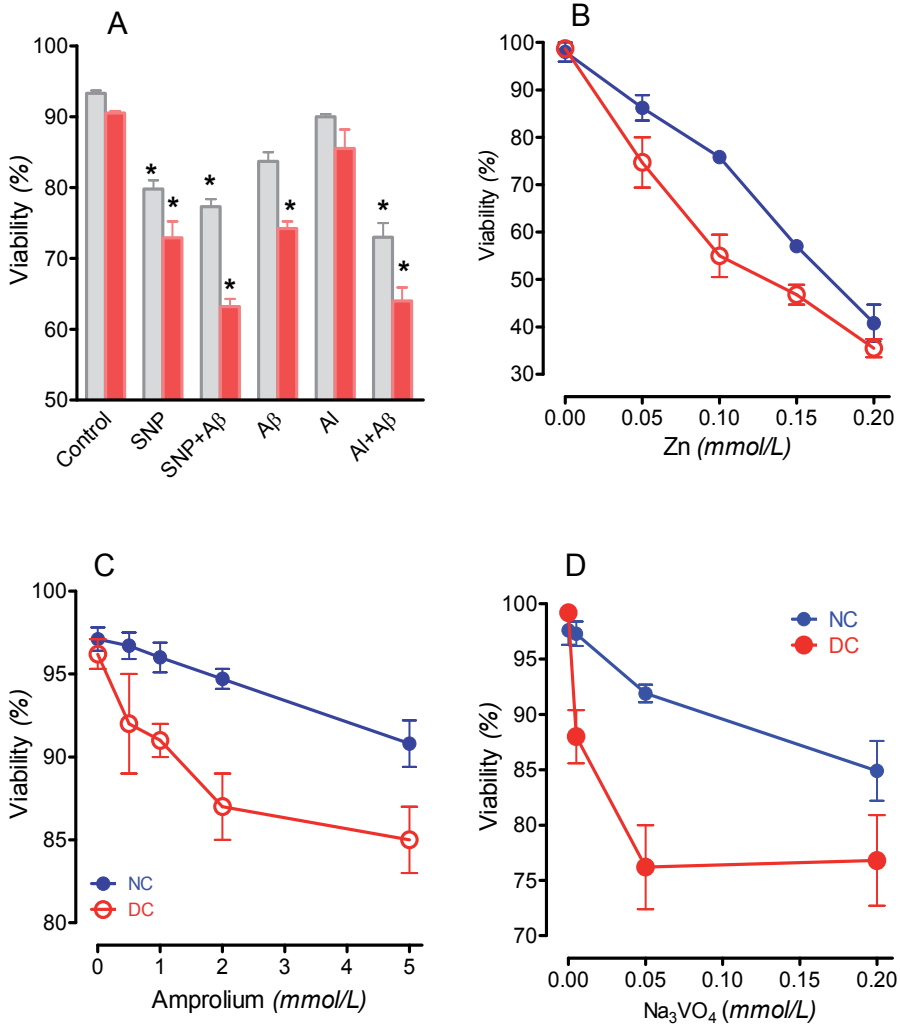 A
Viability (%)
100
90
80
70
60
50
*
*
*
*
*
*
*
Control
SNP
SNP+Aβ
Aβ
Al
Al+Aβ
B
Viability (%)
100
90
80
70
60
50
40
30
0.00 0.05 0.10 0.15 0.20
Zn (mmol/L)
C
Viability (%)
100
95
90
85
80
NC
DC
0 1 2 3 4 5
Amprolium (mmol/L)
D
Viability (%)
100
95
90
85
80
75
70
NC
DC
0.00 0.05 0.10 0.15 0.20
Na₃VO₄ (mmol/L)